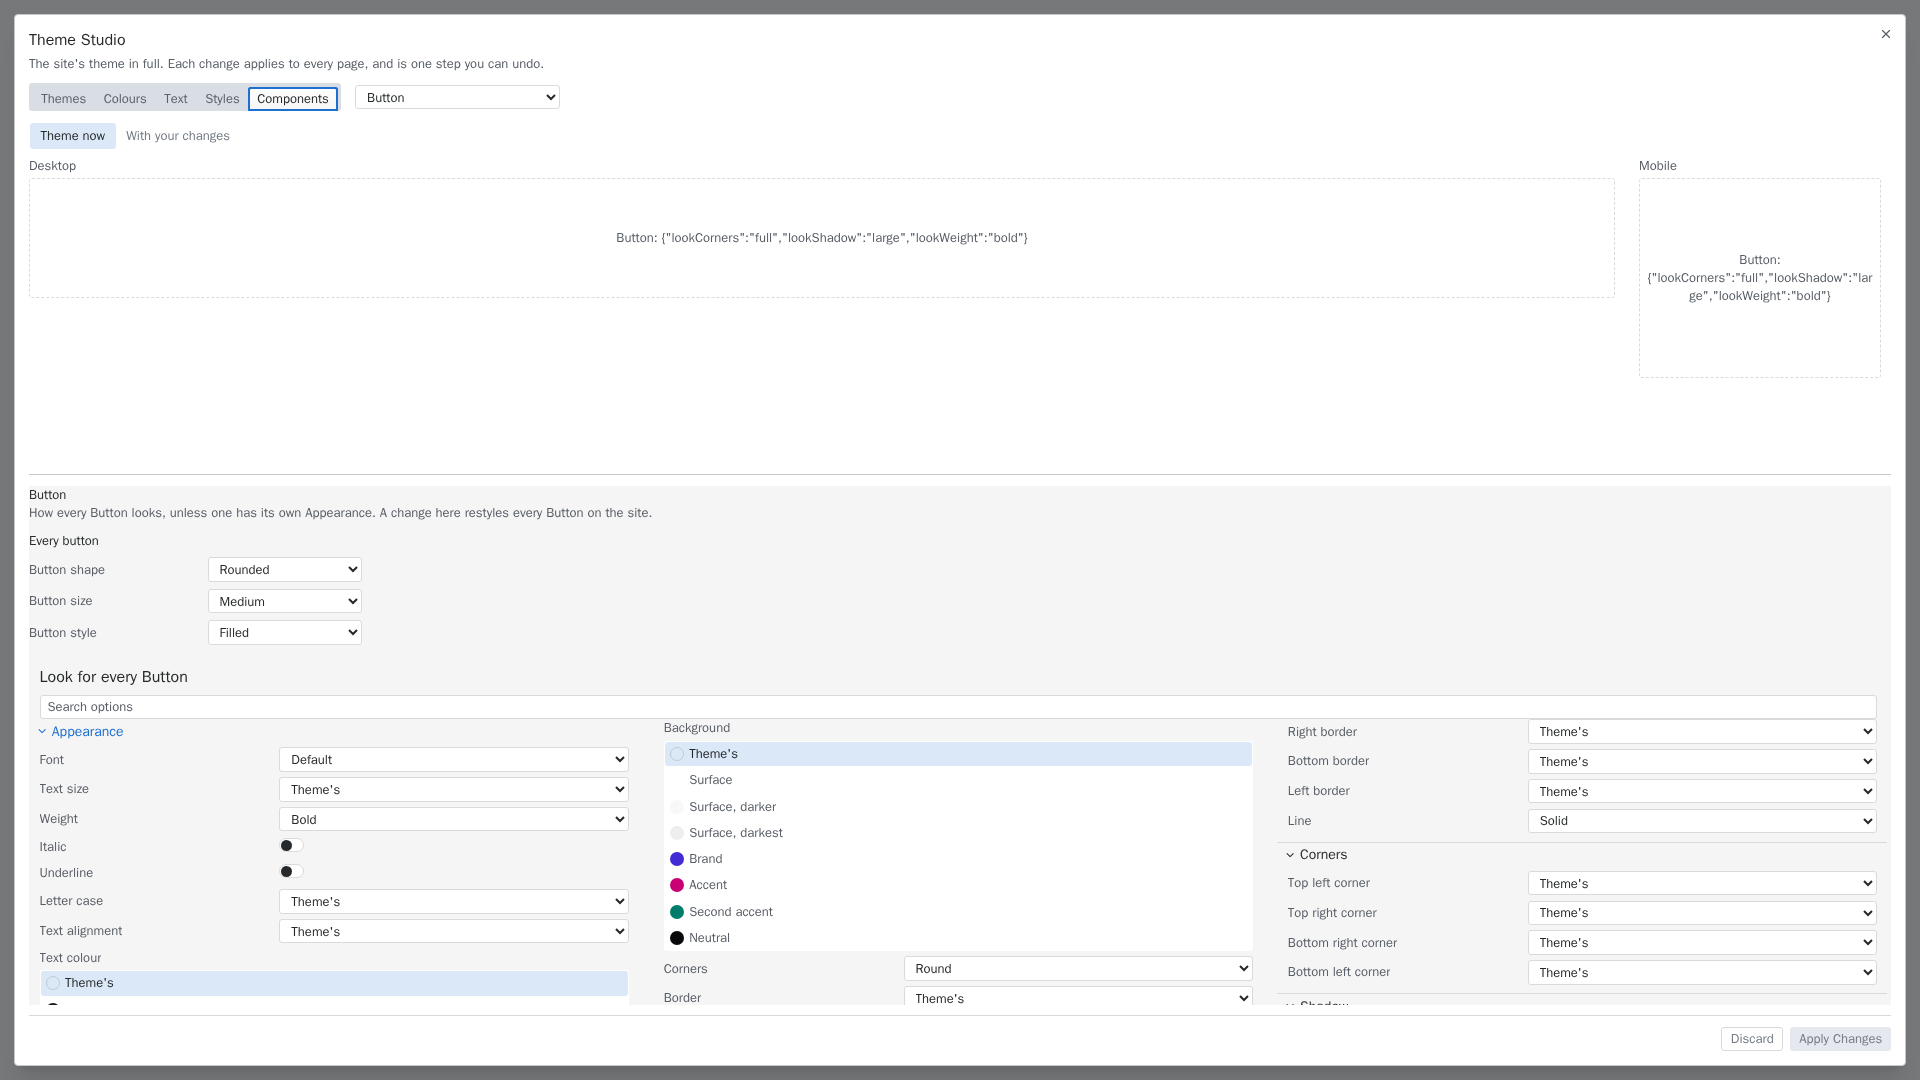 Theme Studio
The site's theme in full. Each change applies to every page, and is one step you can undo.
Themes Colours Text Styles Components Button
Theme now With your changes
Desktop
Mobile
Button: {"lookCorners":"full","lookShadow":"large","lookWeight":"bold"}
Button:
{"lookCorners":"full","lookShadow":"lar
ge","lookWeight":"bold"}
Button
How every Button looks, unless one has its own Appearance. A change here restyles every Button on the site.
Every button
Button shape Rounded
Button size Medium
Button style Filled
Look for every Button
Search options
Appearance
Font Default
Text size Theme's
Weight Bold
Italic
Underline
Letter case Theme's
Text alignment Theme's
Text colour
Theme's
Background
Theme's
Surface
Surface, darker
Surface, darkest
Brand
Accent
Second accent
Neutral
Corners Round
Border Theme's
Right border Theme's
Bottom border Theme's
Left border Theme's
Line Solid
Corners
Top left corner Theme's
Top right corner Theme's
Bottom right corner Theme's
Bottom left corner Theme's
Shadow
Discard Apply Changes